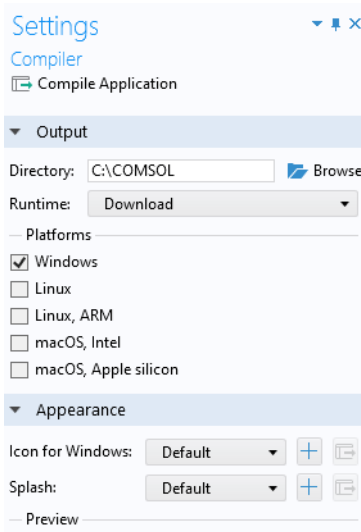 Settings
Compiler
Compile Application
Output
Directory: C:\COMSOL Browse
Runtime: Download
Platforms
Windows
Linux
Linux, ARM
macOS, Intel
macOS, Apple silicon
Appearance
Icon for Windows: Default
Splash: Default
Preview